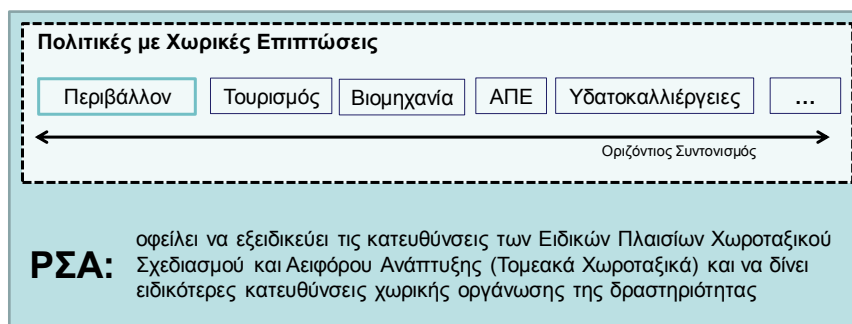 Πολιτικές με Χωρικές Επιπτώσεις
Περιβάλλον Τουρισμός Βιομηχανία ΑΠΕ Υδατοκαλλιέργειες ...
Οριζόντιος Συντονισμός
ΡΣΑ:
οφείλει να εξειδικεύει τις κατευθύνσεις των Ειδικών Πλαισίων Χωροταξικού
Σχεδιασμού και Αειφόρου Ανάπτυξης (Τομεακά Χωροταξικά) και να δίνει
ειδικότερες κατευθύνσεις χωρικής οργάνωσης της δραστηριότητας